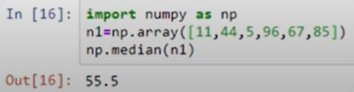 In [16]: import numpy as np
n1=np.array([11,44,5,96,67,85])
np.median(n1)
Out[16]: 55.5